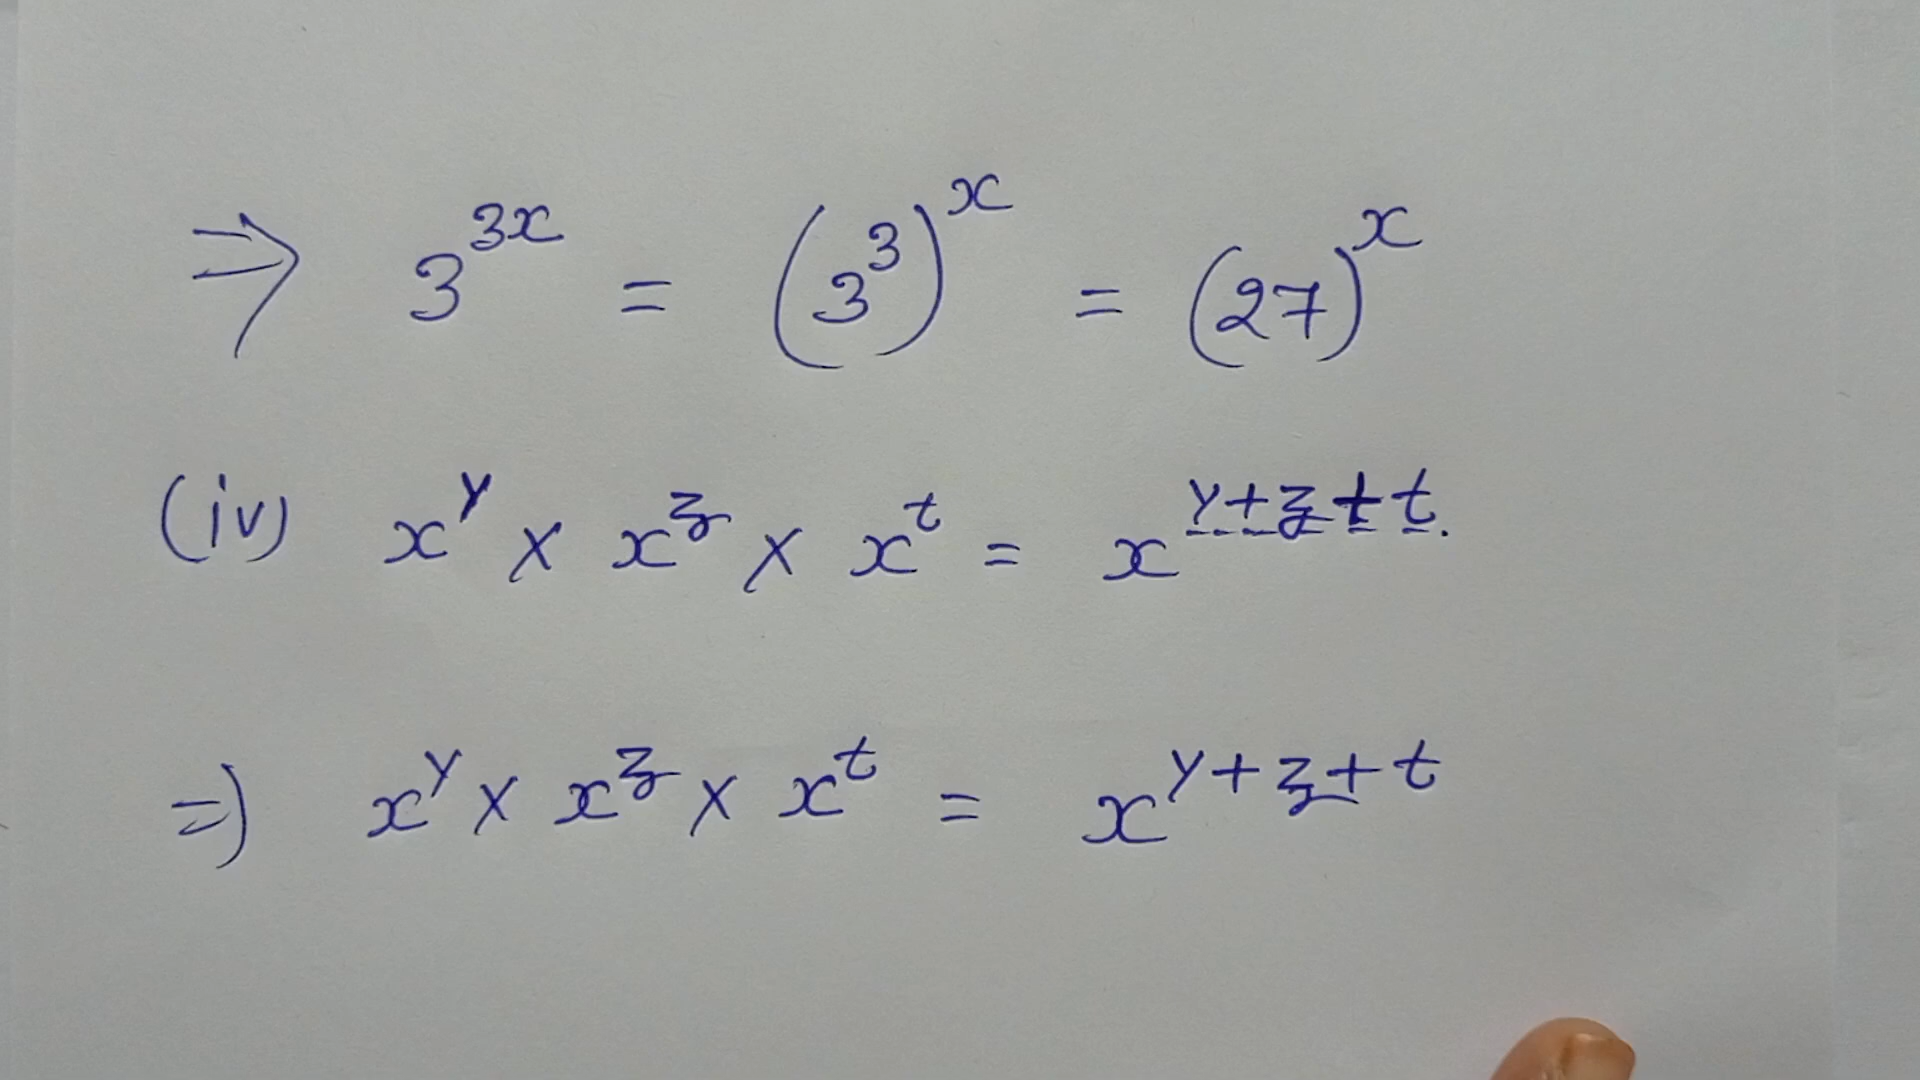 ⇒ 3^{3x} = (3^3)^x = (27)^x
(iv) x^y × x^z × x^t = x^{y+z+t}.
⇒ x^y × x^z × x^t = x^{y+z+t}